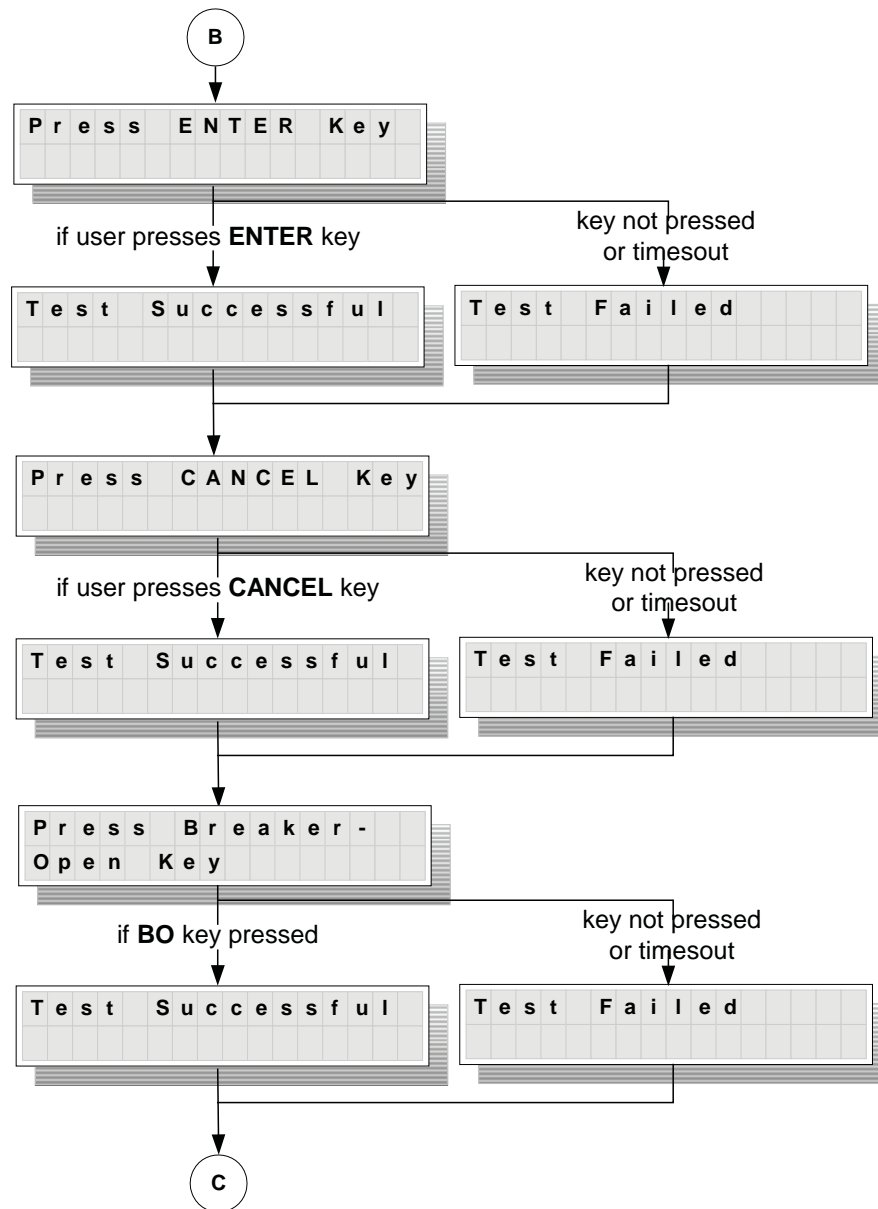 B
Press ENTER Key
if user presses ENTER key
key not pressed
or timesout
Test Successful
Test Failed
Press CANCEL Key
if user presses CANCEL key
key not pressed
or timesout
Test Successful
Test Failed
Press Breaker-
Open Key
if BO key pressed
key not pressed
or timesout
Test Successful
Test Failed
C